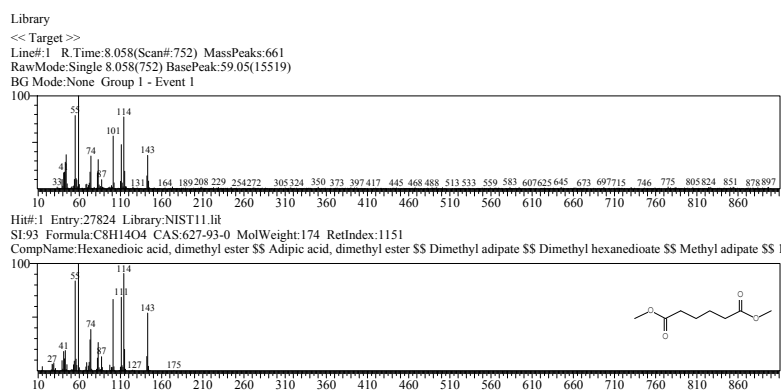 Library
<< Target >>
Line#:1 R.Time:8.058(Scan#:752) MassPeaks:661
RawMode:Single 8.058(752) BasePeak:59.05(15519)
BG Mode:None Group 1 - Event 1
100
55
114
101
143
74
41
87
33
131 164 189 208 229 254 272 305 324 350 373 397 417 445 468 488 513 533 559 583 607 625 645 673 697 715 746 775 805 824 851 878 897
10 60 110 160 210 260 310 360 410 460 510 560 610 660 710 760 810 860
Hit#:1 Entry:27824 Library:NIST11.lib
SI:93 Formula:C8H14O4 CAS:627-93-0 MolWeight:174 RetIndex:1151
CompName:Hexanedioic acid, dimethyl ester $$ Adipic acid, dimethyl ester $$ Dimethyl adipate $$ Dimethyl hexanedioate $$ Methyl adipate $$
100
55
114
111
143
74
41
87
27
127 175
O
O
O
O
10 60 110 160 210 260 310 360 410 460 510 560 610 660 710 760 810 860